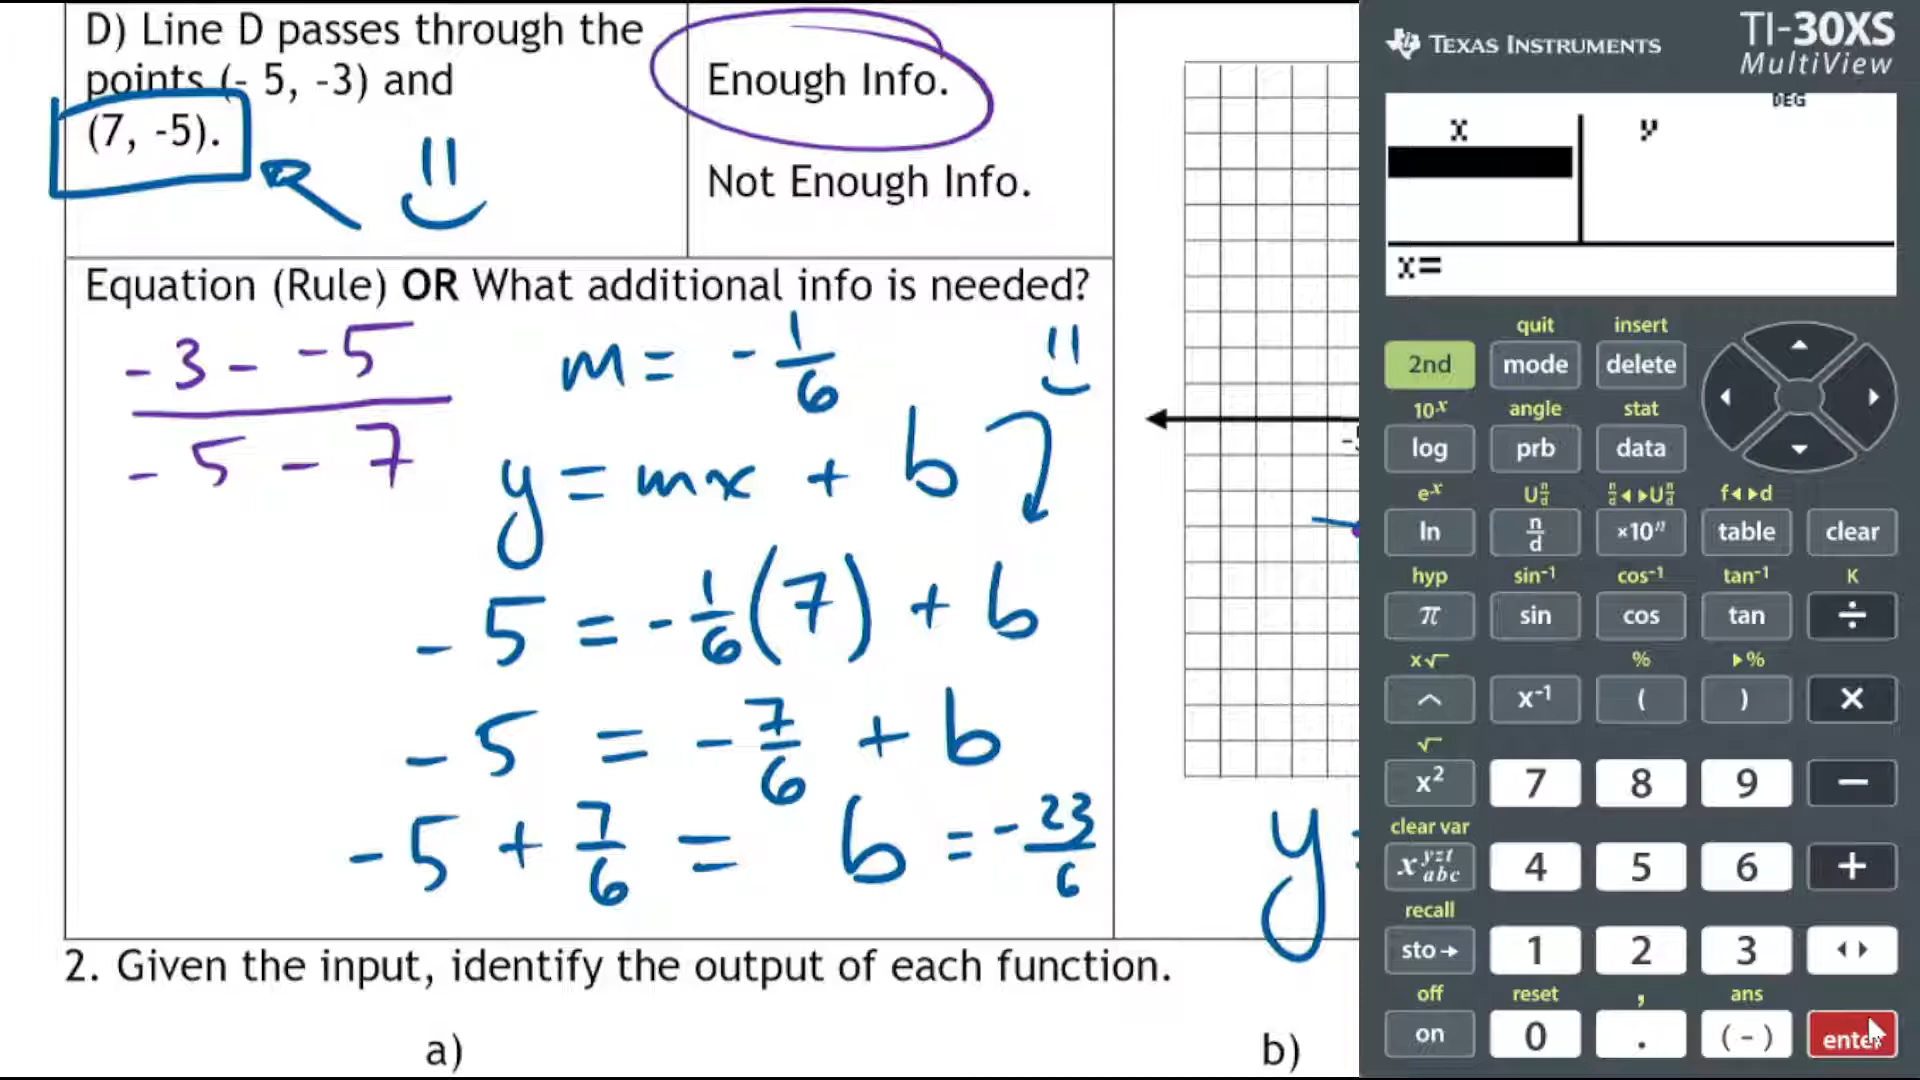 D) Line D passes through the
points (- 5, -3) and
(7, -5).
Enough Info.
Not Enough Info.
Equation (Rule) OR What additional info is needed?
-3 - -5
-5 - 7
m = - 1/6
y = mx + b
-5 = - 1/6 (7) + b
-5 = - 7/6 + b
-5 + 7/6 = b = - 23/6
y
2. Given the input, identify the output of each function.
a)
b)
TEXAS INSTRUMENTS
TI-30XS
MultiView
DEG
x y
x=
quit insert
2nd mode delete
10ˣ angle stat
log prb data
eˣ U n/d n/d ◄►U n/d f◄►d
ln n/d ×10ⁿ table clear
hyp sin⁻¹ cos⁻¹ tan⁻¹ K
π sin cos tan ÷
x√ % ►%
^ x⁻¹ ( ) ×
√
x² 7 8 9 −
clear var
x yzt abc 4 5 6 +
recall
sto→ 1 2 3 ◄►
off reset , ans
on 0 . (-) enter